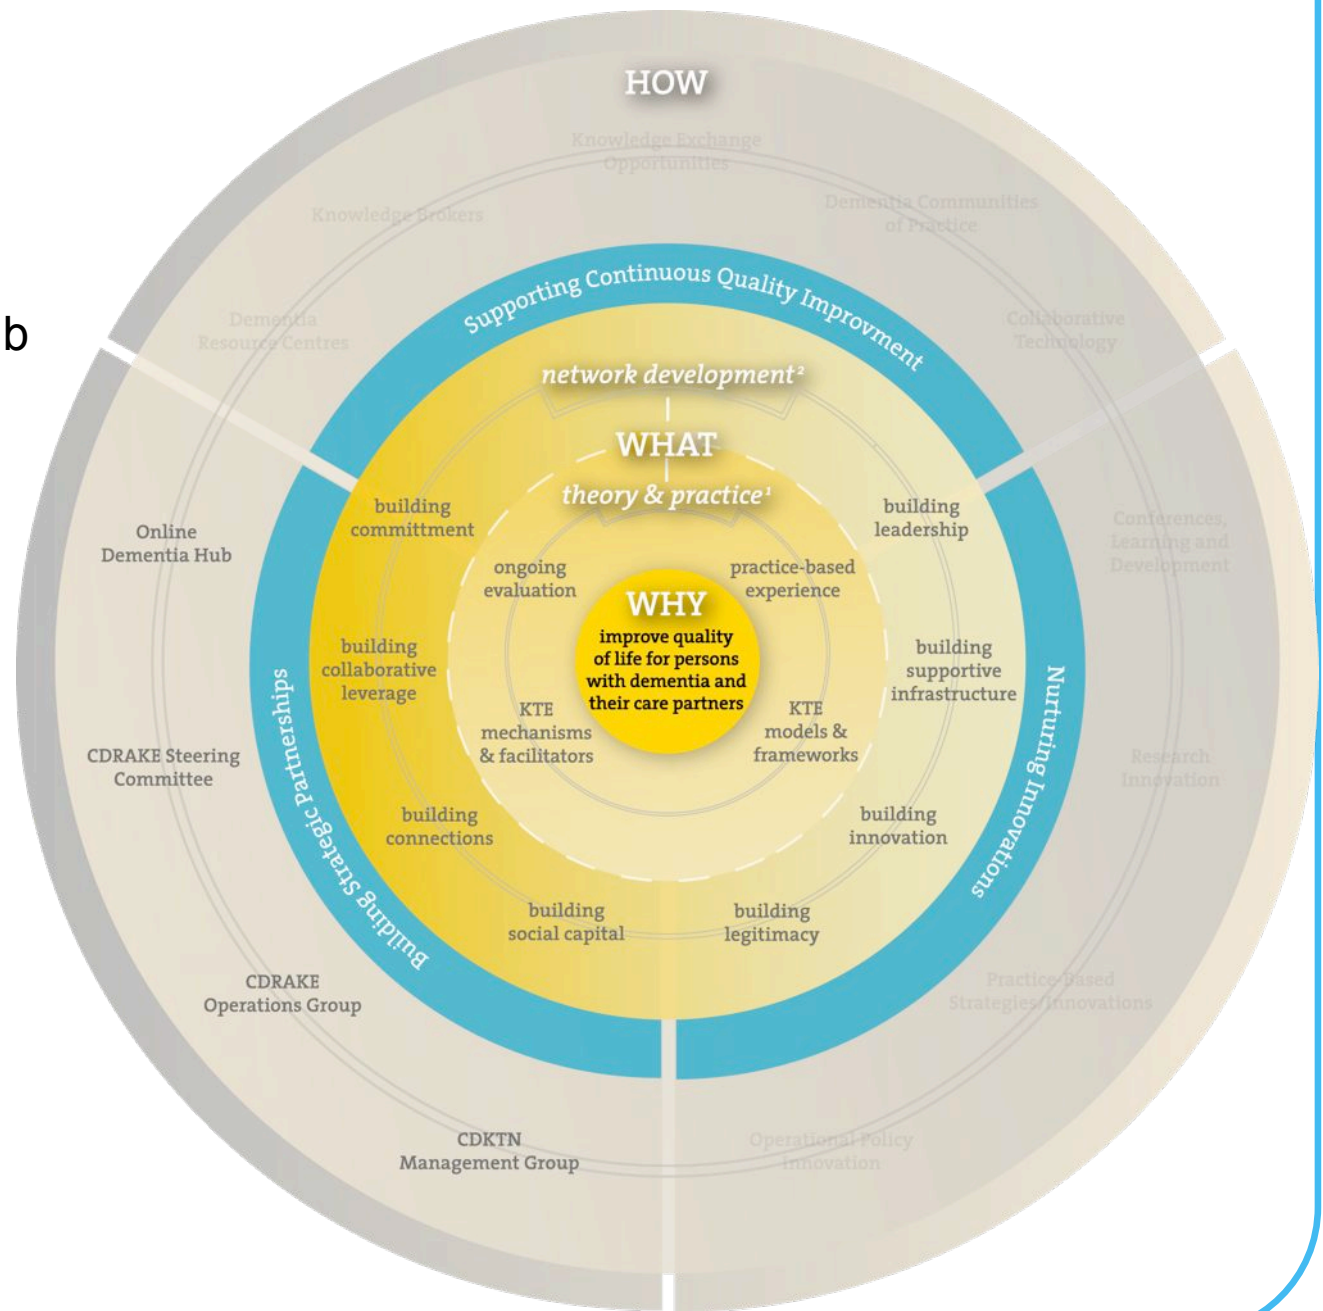 HOW
Knowledge Exchange
Opportunities
Knowledge Brokers
Dementia Communities
of Practice
Dementia
Resource Centres
Collaborative
Technology
b
Supporting Continuous Quality Improvment
network development²
WHAT
theory & practice¹
building
committment
building
leadership
ongoing
evaluation
practice-based
experience
WHY
improve quality
of life for persons
with dementia and
their care partners
building
collaborative
leverage
building
supportive
infrastructure
KTE
mechanisms
& facilitators
KTE
models &
frameworks
building
connections
building
innovation
building
social capital
building
legitimacy
Building Strategic Partnerships
Nurturing Innovations
Online
Dementia Hub
Conferences,
Learning and
Development
CDRAKE Steering
Committee
Research
Innovation
CDRAKE
Operations Group
Practice-Based
Strategies/Innovations
CDKTN
Management Group
Operational Policy
Innovation